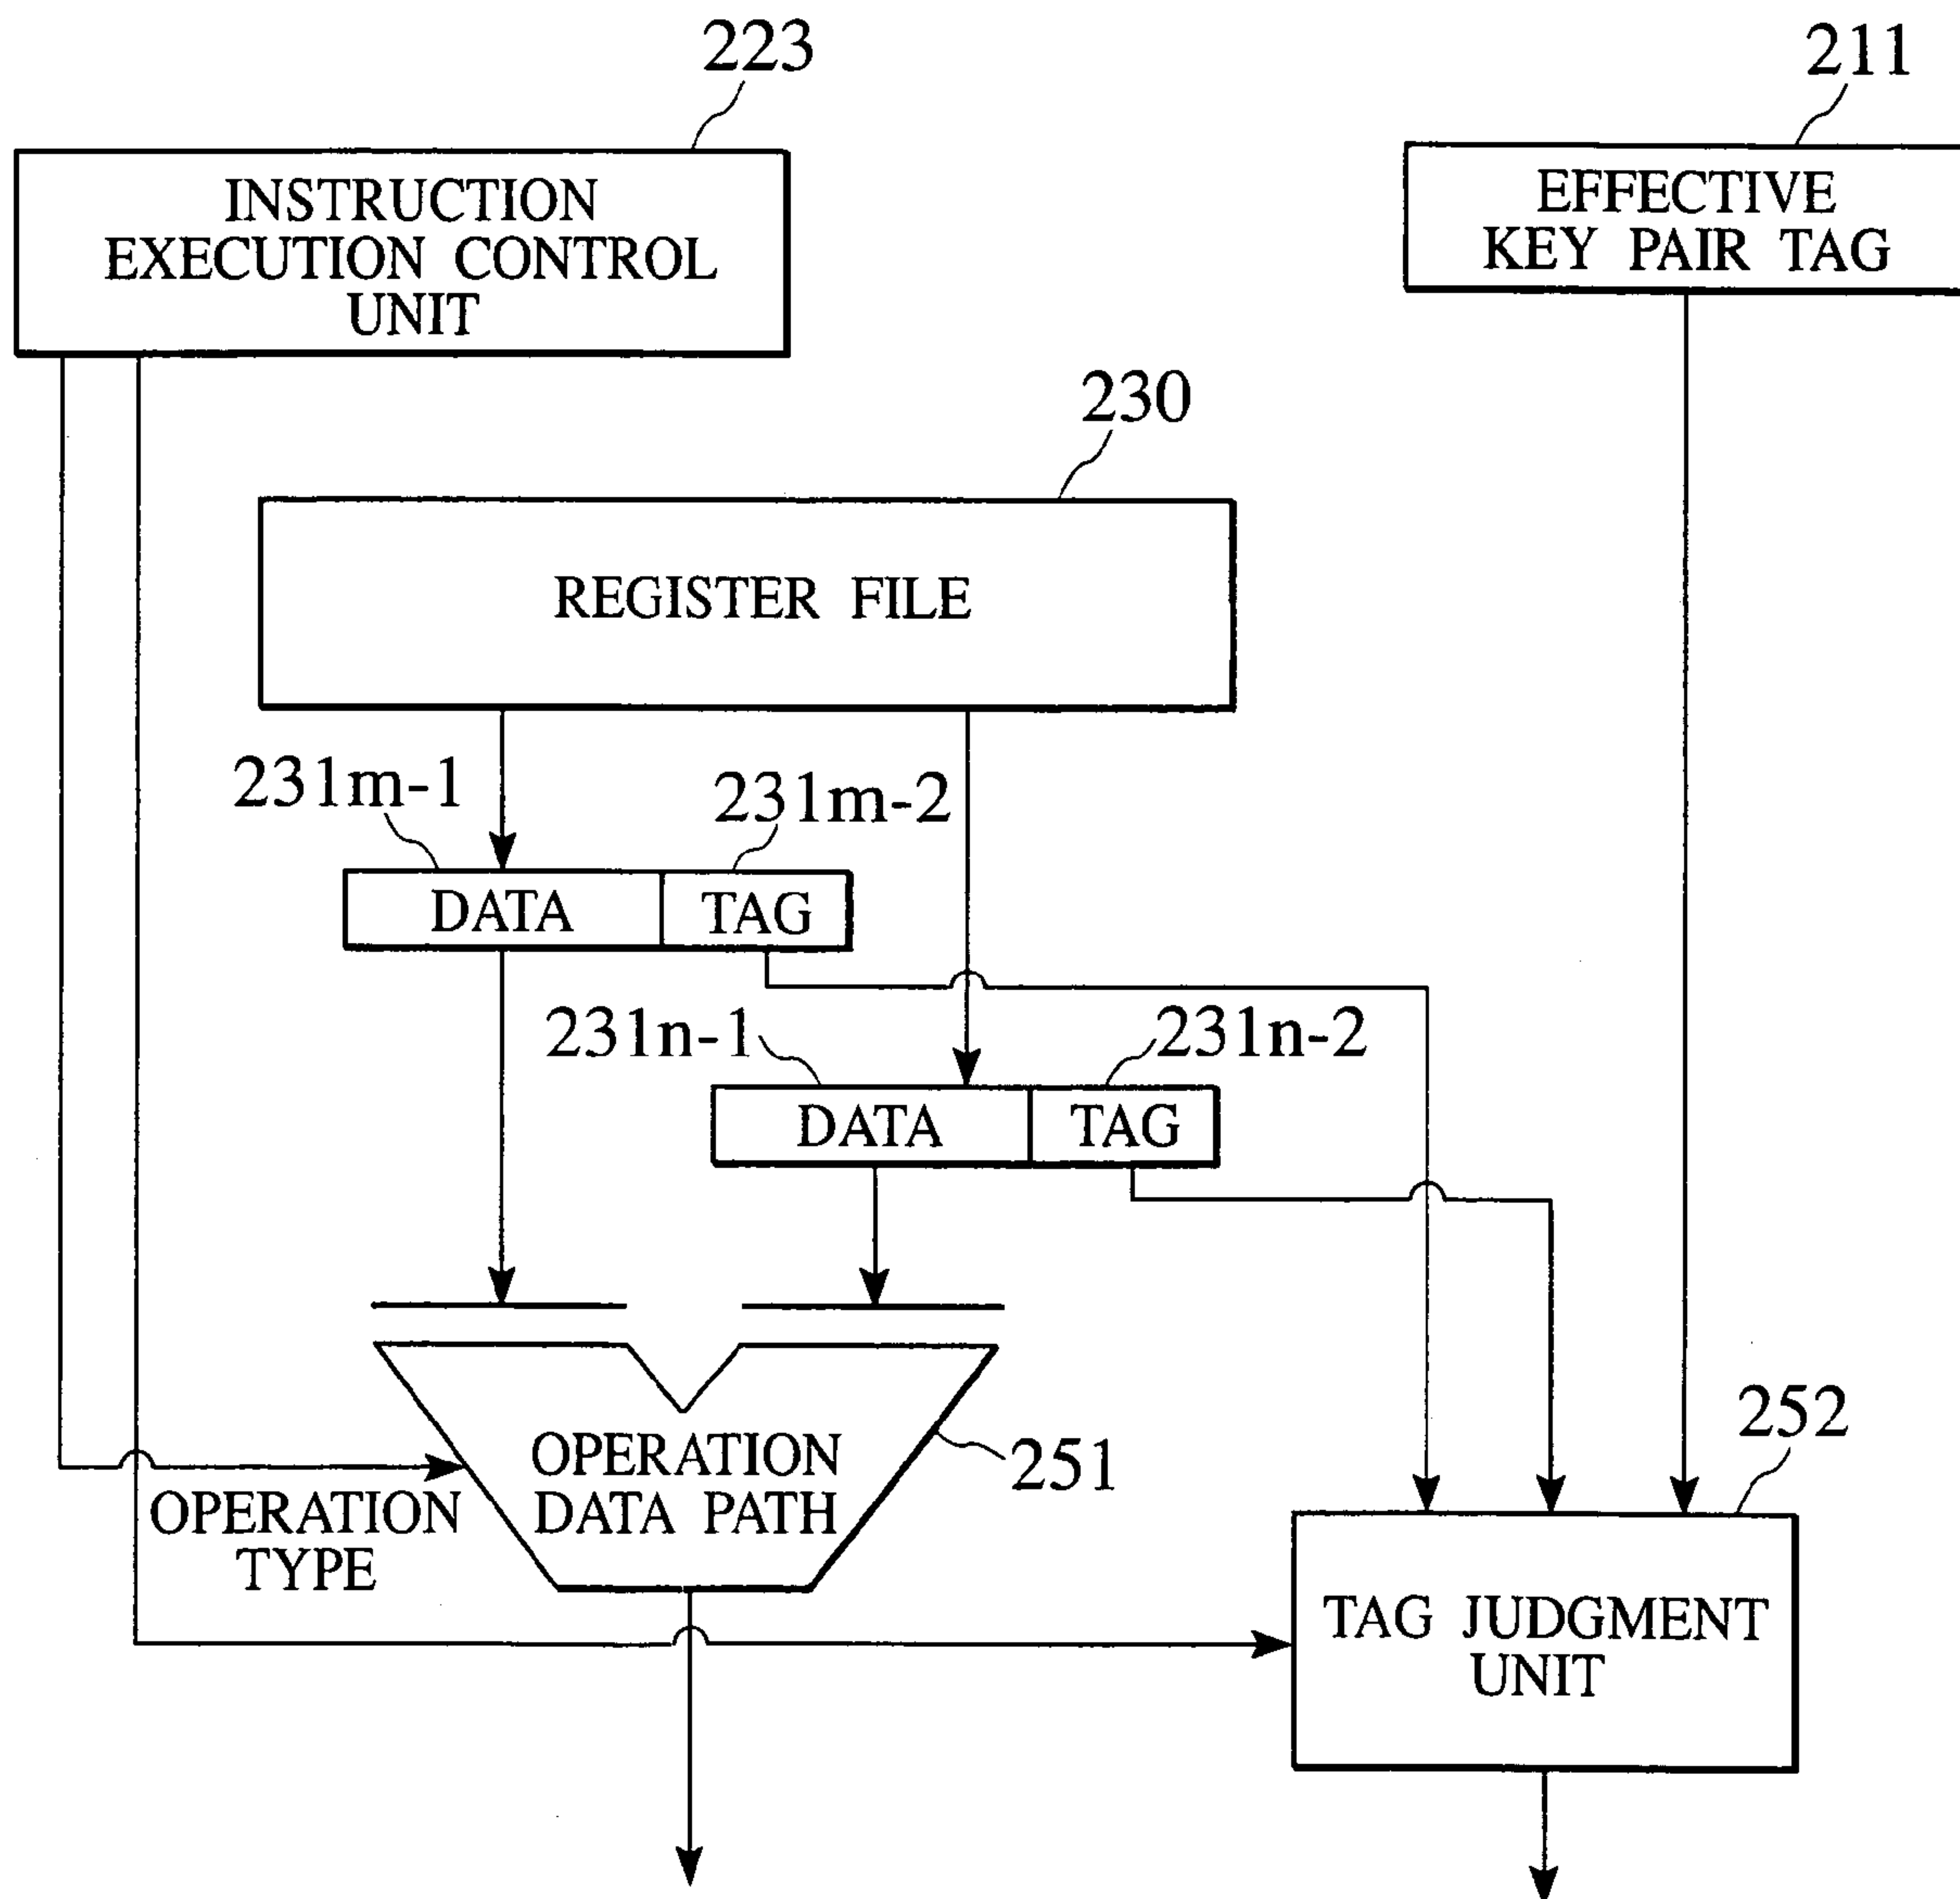 223
211
INSTRUCTION
EXECUTION CONTROL
UNIT
EFFECTIVE
KEY PAIR TAG
230
REGISTER FILE
231m-1
231m-2
DATA
TAG
231n-1
231n-2
DATA
TAG
OPERATION
DATA PATH
251
252
OPERATION
TYPE
TAG JUDGMENT
UNIT